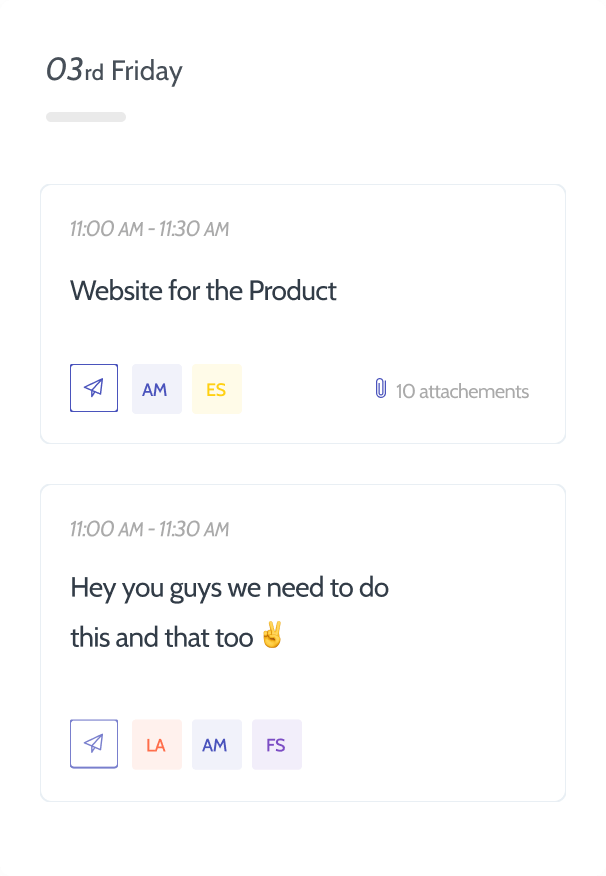 03rd Friday
11:00 AM - 11:30 AM
Website for the Product
AM ES 10 attachements
11:00 AM - 11:30 AM
Hey you guys we need to do
this and that too ✌️
LA AM FS